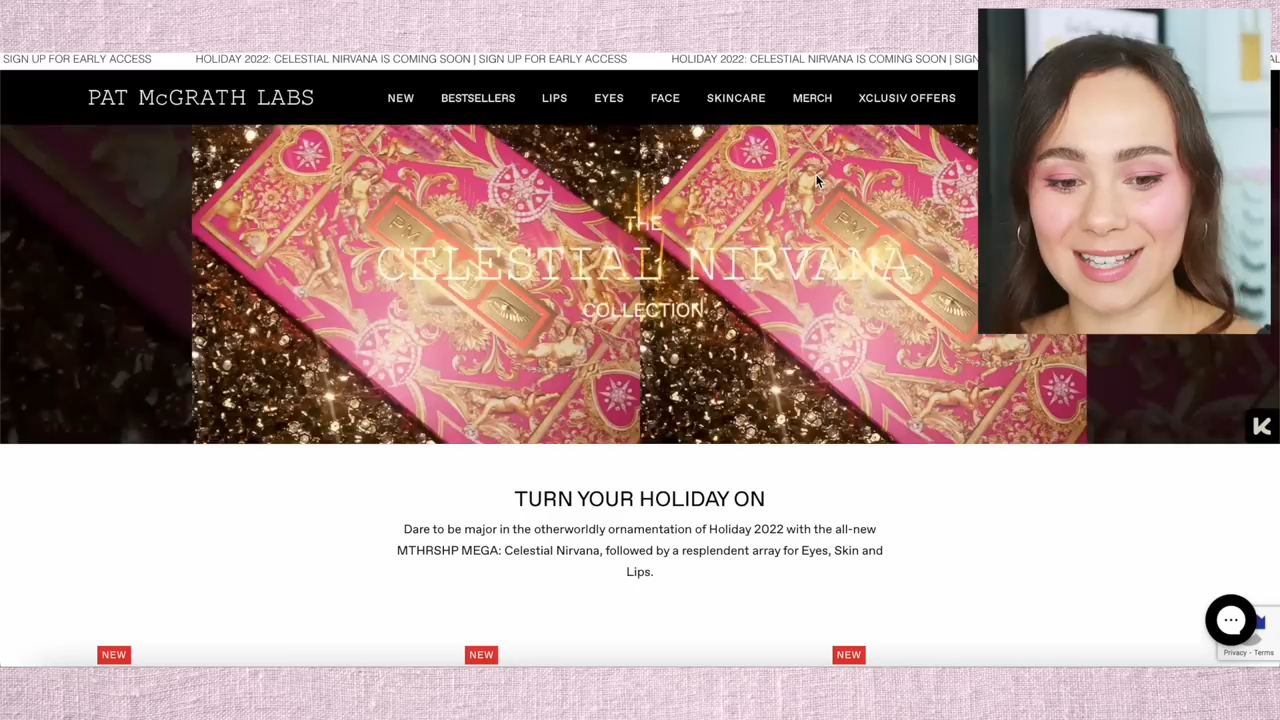 SIGN UP FOR EARLY ACCESS HOLIDAY 2022: CELESTIAL NIRVANA IS COMING SOON | SIGN UP FOR EARLY ACCESS HOLIDAY 2022: CELESTIAL NIRVANA IS COMING SOON | SIGN
PAT McGRATH LABS
NEW BESTSELLERS LIPS EYES FACE SKINCARE MERCH XCLUSIV OFFERS
THE
CELESTIAL NIRVANA
COLLECTION
PM
PM
TURN YOUR HOLIDAY ON
Dare to be major in the otherworldly ornamentation of Holiday 2022 with the all-new
MTHRSHP MEGA: Celestial Nirvana, followed by a resplendent array for Eyes, Skin and
Lips.
NEW NEW NEW
Privacy - Terms